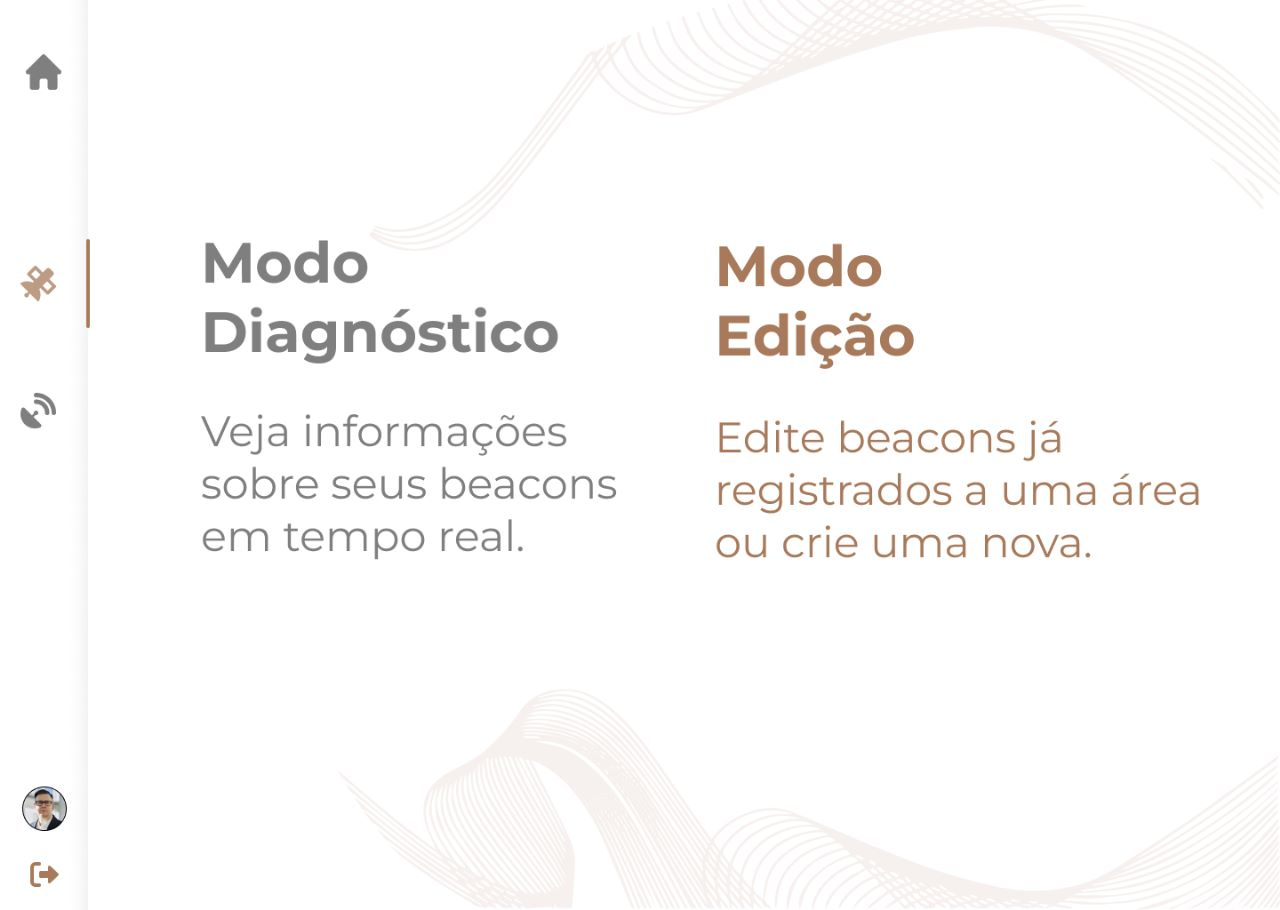 Modo
Diagnóstico
Veja informações
sobre seus beacons
em tempo real.
Modo
Edição
Edite beacons já
registrados a uma área
ou crie uma nova.